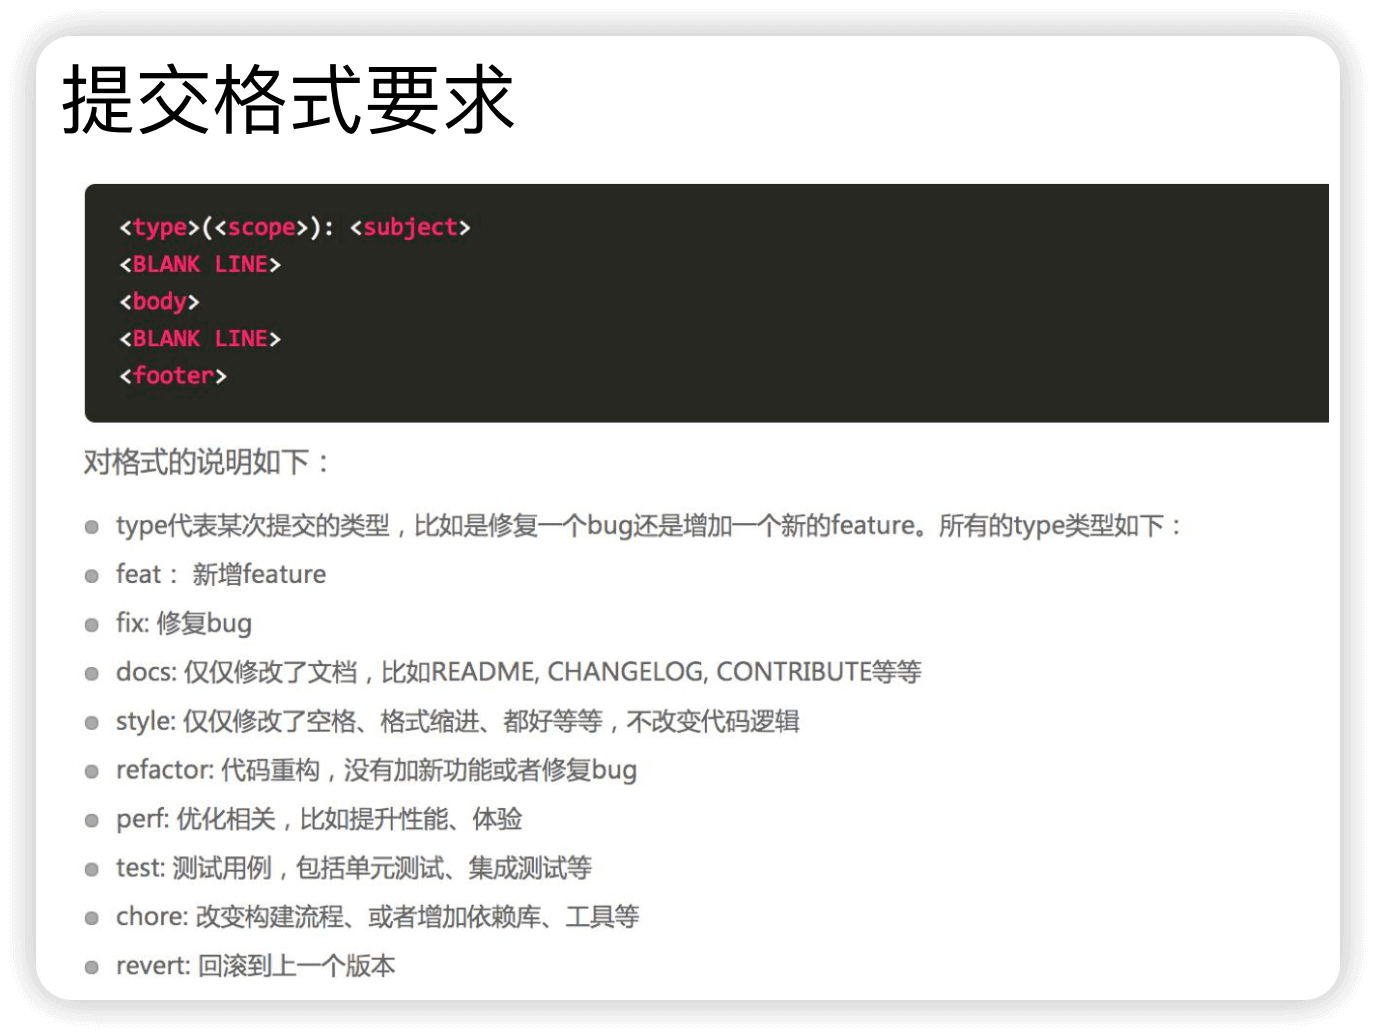 提交格式要求
<type>(<scope>): <subject>
<BLANK LINE>
<body>
<BLANK LINE>
<footer>
对格式的说明如下：
type代表某次提交的类型，比如是修复一个bug还是增加一个新的feature。所有的type类型如下：
feat： 新增feature
fix: 修复bug
docs: 仅仅修改了文档，比如README, CHANGELOG, CONTRIBUTE等等
style: 仅仅修改了空格、格式缩进、都好等等，不改变代码逻辑
refactor: 代码重构，没有加新功能或者修复bug
perf: 优化相关，比如提升性能、体验
test: 测试用例，包括单元测试、集成测试等
chore: 改变构建流程、或者增加依赖库、工具等
revert: 回滚到上一个版本